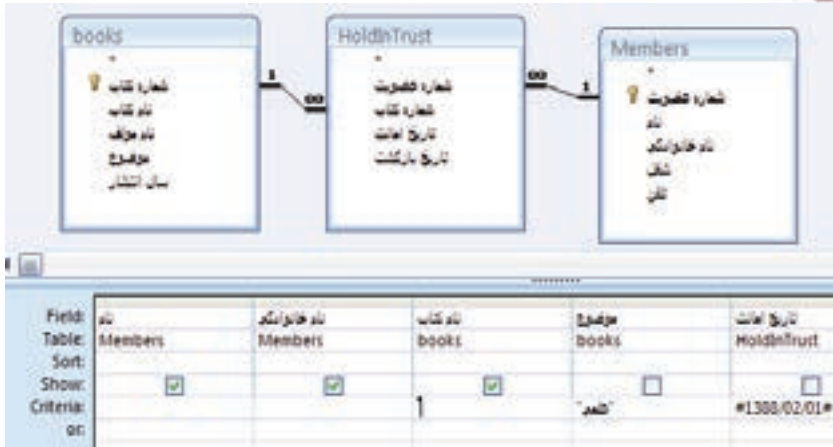 books
*
شماره کتاب
نام کتاب
نام مولف
موضوع
سال انتشار
1
∞
HoldInTrust
*
شماره عضویت
شماره کتاب
تاریخ امانت
تاریخ بازگشت
∞
1
Members
*
شماره عضویت
نام
نام خانوادگی
شغل
تلفن
Field: نام نام خانوادگی نام کتاب موضوع تاریخ امانت
Table: Members Members books books HoldInTrust
Sort:
Show:
Criteria: #1388/02/01#
or: